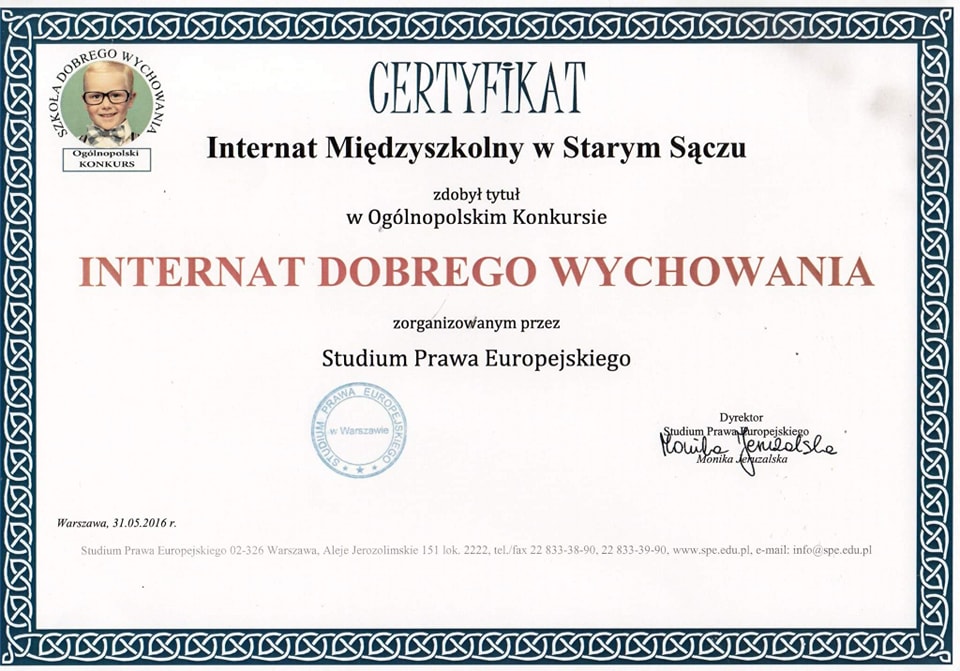 SZKOŁA DOBREGO WYCHOWANIA
Ogólnopolski
KONKURS
CERTYFiKAT
Internat Międzyszkolny w Starym Sączu
zdobył tytuł
w Ogólnopolskim Konkursie
INTERNAT DOBREGO WYCHOWANIA
zorganizowanym przez
Studium Prawa Europejskiego
STUDIUM PRAWA EUROPEJSKIEGO
w Warszawie
Dyrektor
Studium Prawa Europejskiego
Monika Jeruzalska
Monika Jeruzalska
Warszawa, 31.05.2016 r.
Studium Prawa Europejskiego 02-326 Warszawa, Aleje Jerozolimskie 151 lok. 2222, tel./fax 22 833-38-90, 22 833-39-90, www.spe.edu.pl, e-mail: info@spe.edu.pl